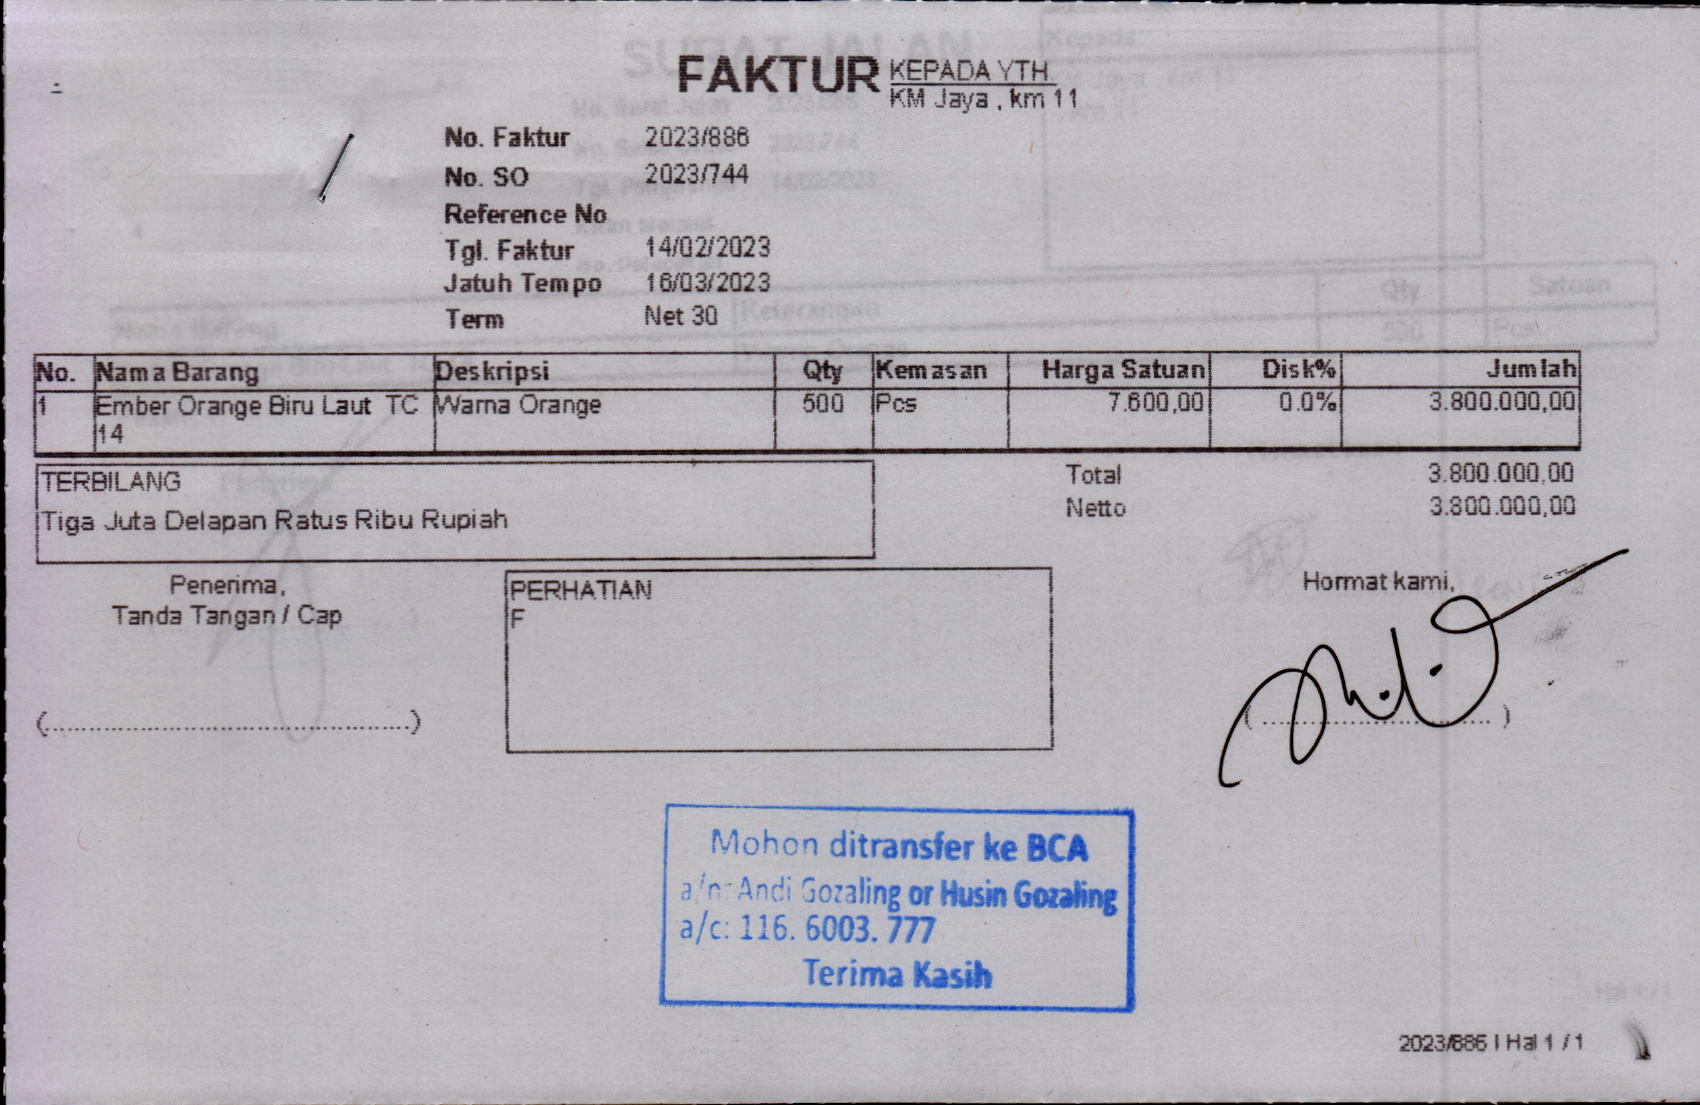 FAKTUR KEPADA YTH.
KM Jaya , km 11
No. Faktur 2023/886
No. SO 2023/744
Reference No
Tgl. Faktur 14/02/2023
Jatuh Tempo 16/03/2023
Term Net 30
No. Nama Barang Deskripsi Qty Kemasan Harga Satuan Disk% Jumlah
1 Ember Orange Biru Laut TC Warna Orange 500 Pcs 7.600,00 0.0% 3.800.000,00
14
TERBILANG Total 3.800.000,00
Netto 3.800.000,00
Tiga Juta Delapan Ratus Ribu Rupiah
Penerima,
Tanda Tangan / Cap
PERHATIAN
F
Hormat kami,
(............................................)
(................................)
Mohon ditransfer ke BCA
a/n: Andi Gozaling or Husin Gozaling
a/c: 116. 6003. 777
Terima Kasih
2023/886 I Hal 1 / 1